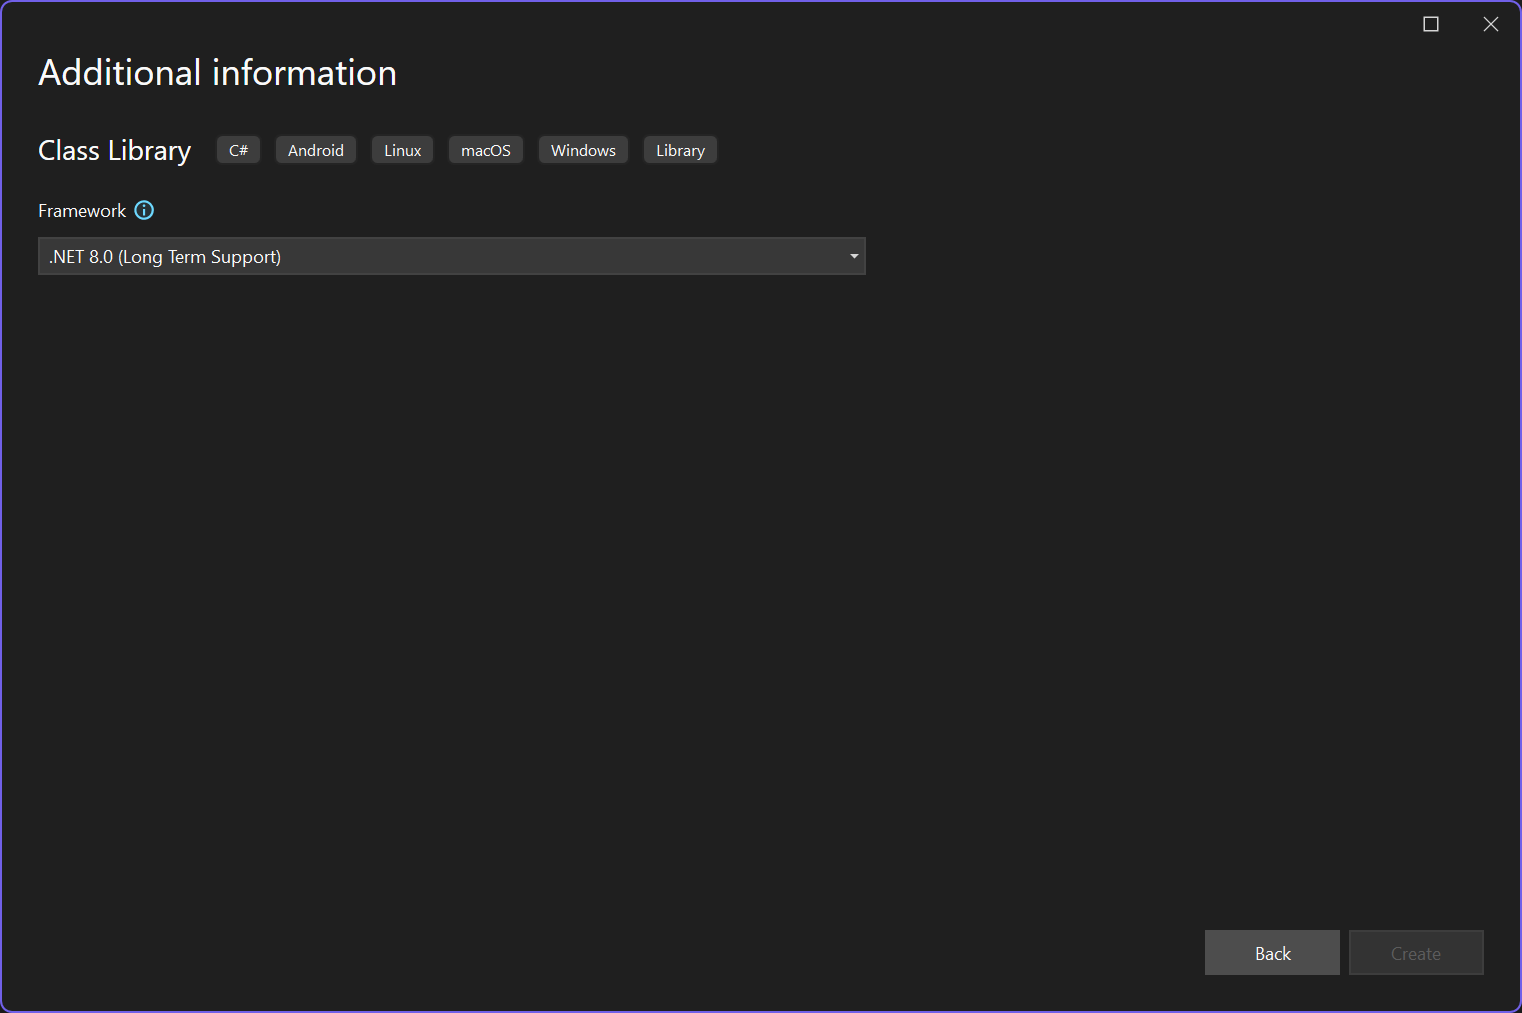 Additional information
Class Library C# Android Linux macOS Windows Library
Framework
.NET 8.0 (Long Term Support)
Back Create